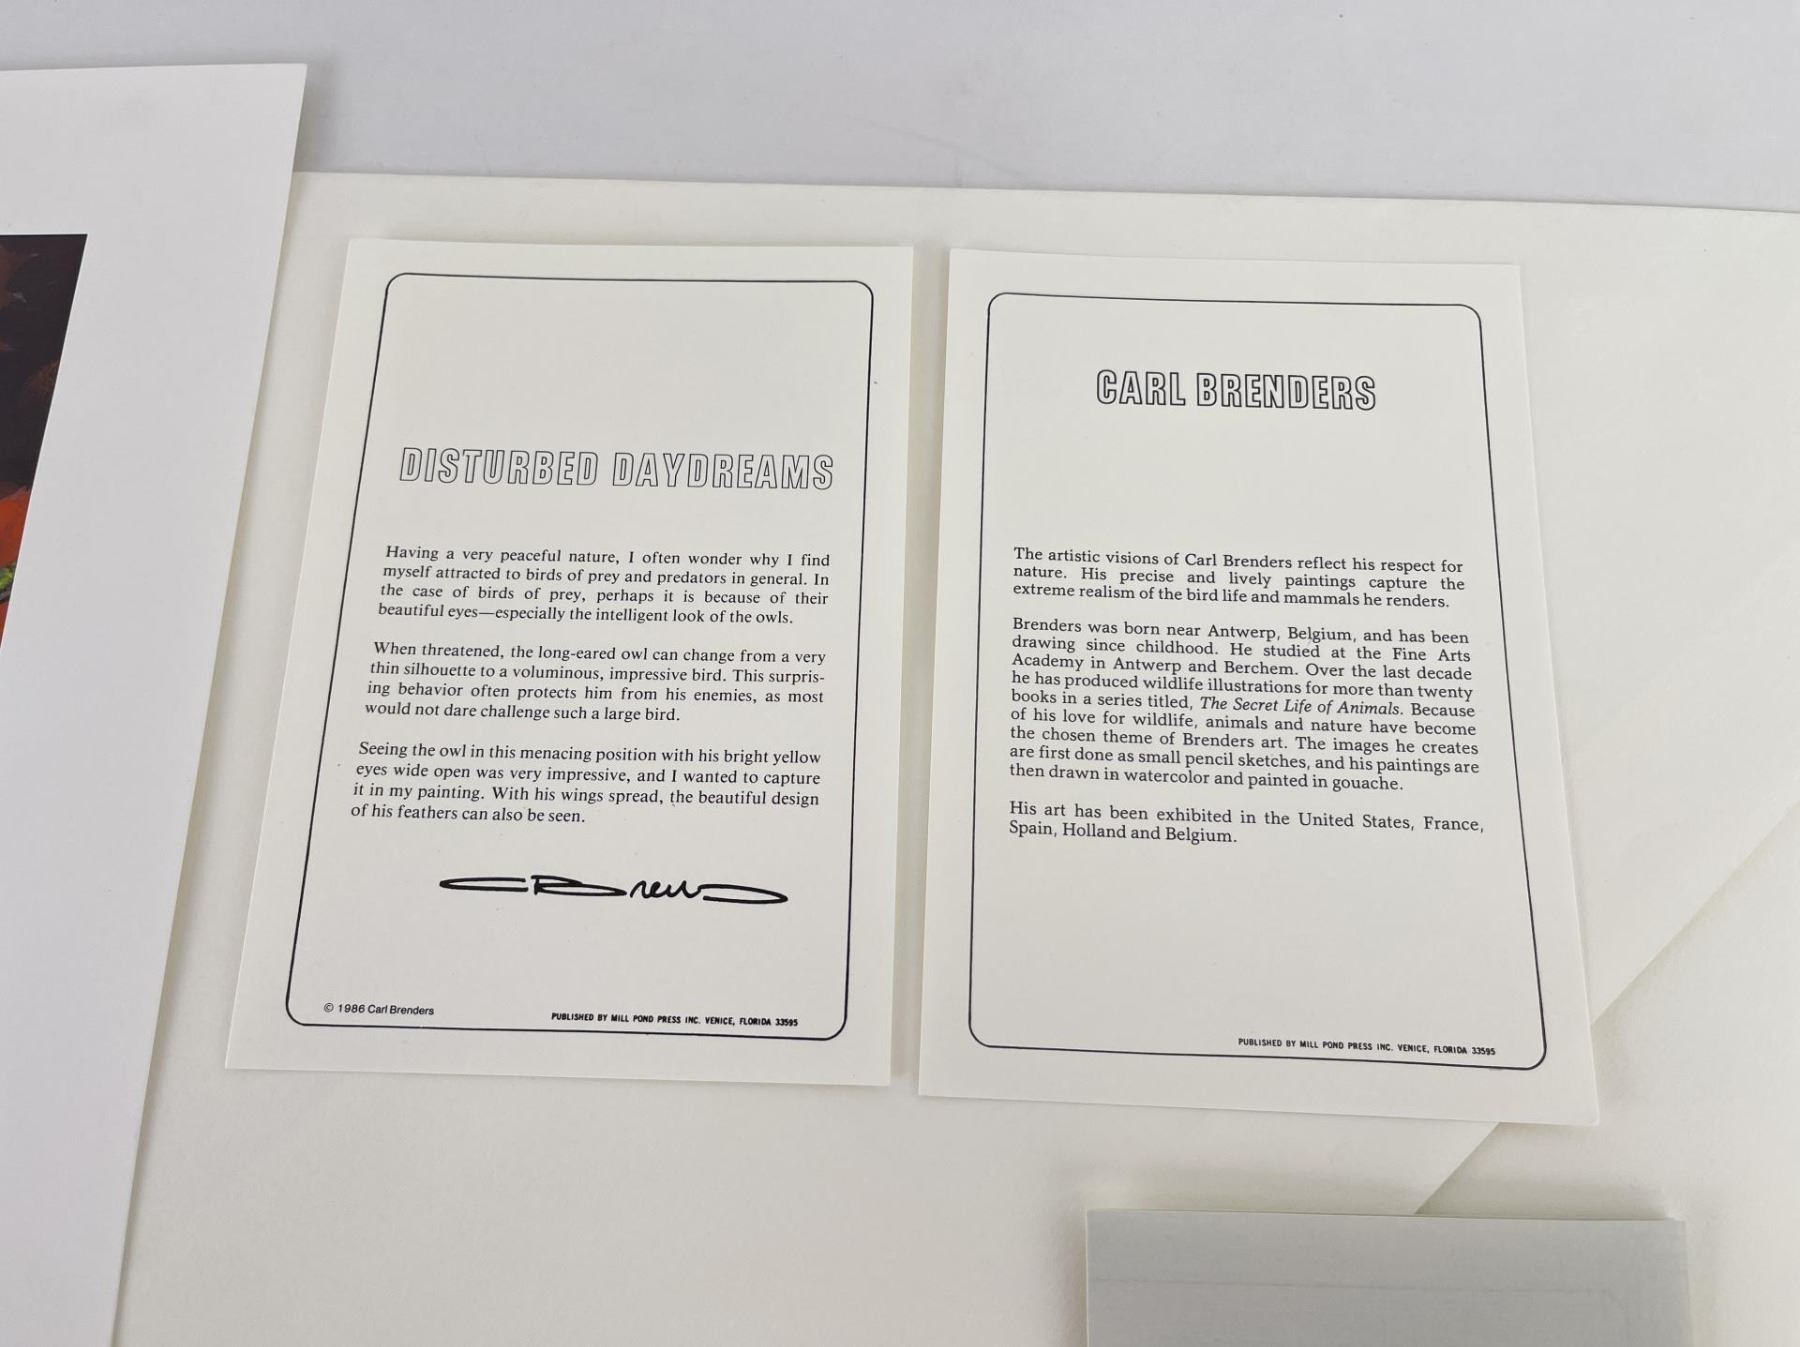 DISTURBED DAYDREAMS
Having a very peaceful nature, I often wonder why I find
myself attracted to birds of prey and predators in general. In
the case of birds of prey, perhaps it is because of their
beautiful eyes—especially the intelligent look of the owls.
When threatened, the long-eared owl can change from a very
thin silhouette to a voluminous, impressive bird. This surpris-
ing behavior often protects him from his enemies, as most
would not dare challenge such a large bird.
Seeing the owl in this menacing position with his bright yellow
eyes wide open was very impressive, and I wanted to capture
it in my painting. With his wings spread, the beautiful design
of his feathers can also be seen.
© 1986 Carl Brenders
PUBLISHED BY MILL POND PRESS INC. VENICE, FLORIDA 33595
CARL BRENDERS
The artistic visions of Carl Brenders reflect his respect for
nature. His precise and lively paintings capture the
extreme realism of the bird life and mammals he renders.
Brenders was born near Antwerp, Belgium, and has been
drawing since childhood. He studied at the Fine Arts
Academy in Antwerp and Berchem. Over the last decade
he has produced wildlife illustrations for more than twenty
books in a series titled, The Secret Life of Animals. Because
of his love for wildlife, animals and nature have become
the chosen theme of Brenders art. The images he creates
are first done as small pencil sketches, and his paintings are
then drawn in watercolor and painted in gouache.
His art has been exhibited in the United States, France,
Spain, Holland and Belgium.
PUBLISHED BY MILL POND PRESS INC. VENICE, FLORIDA 33595